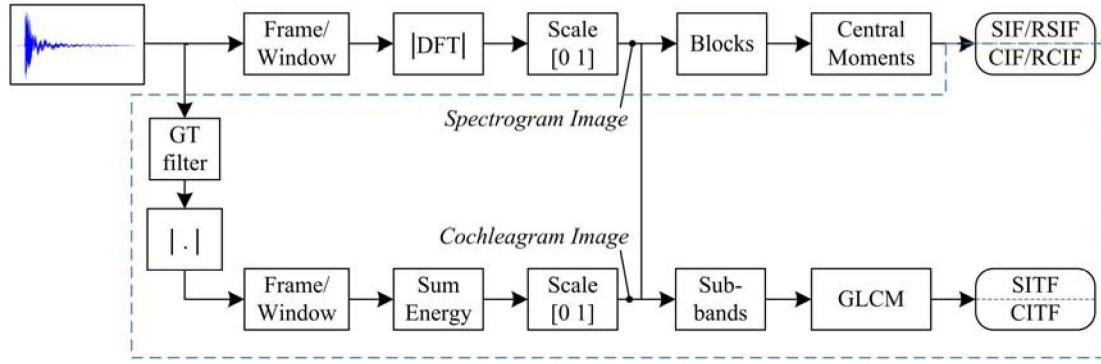 Frame/
Window
|DFT|
Scale
[0 1]
Blocks
Central
Moments
SIF/RSIF
CIF/RCIF
Spectrogram Image
GT
filter
| . |
Cochleagram Image
Frame/
Window
Sum
Energy
Scale
[0 1]
Sub-
bands
GLCM
SITF
CITF